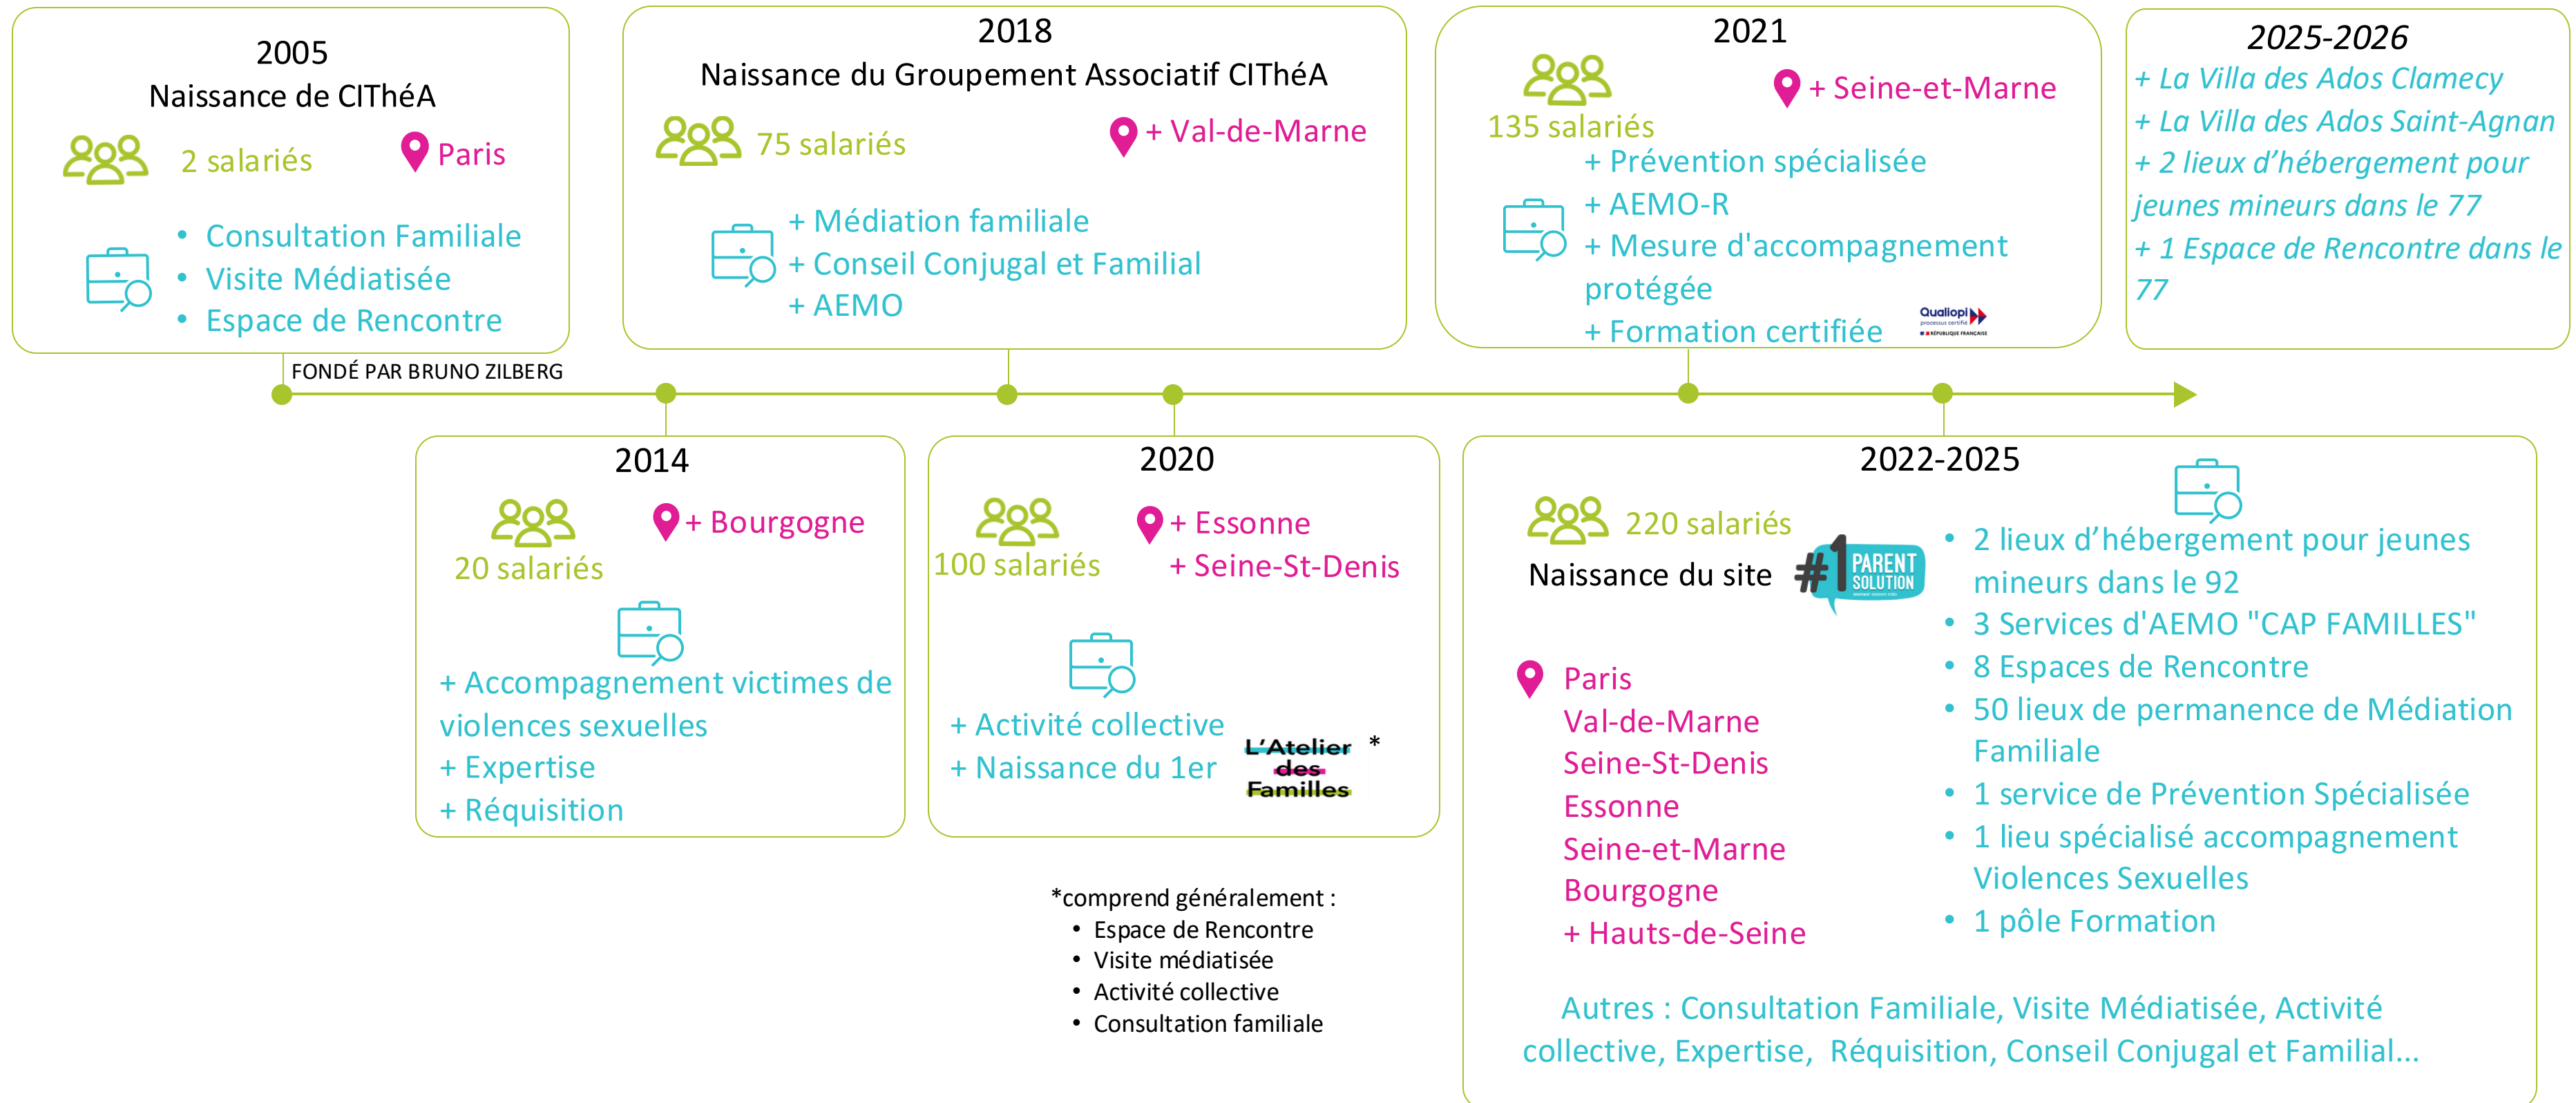 2005
Naissance de CIThéA
2 salariés
Paris
• Consultation Familiale
• Visite Médiatisée
• Espace de Rencontre
FONDÉ PAR BRUNO ZILBERG
2014
20 salariés
+ Bourgogne
+ Accompagnement victimes de
violences sexuelles
+ Expertise
+ Réquisition
2018
Naissance du Groupement Associatif CIThéA
75 salariés
+ Val-de-Marne
+ Médiation familiale
+ Conseil Conjugal et Familial
+ AEMO
2020
100 salariés
+ Essonne
+ Seine-St-Denis
+ Activité collective
+ Naissance du 1er
L'Atelier
des
Familles
*
*comprend généralement :
• Espace de Rencontre
• Visite médiatisée
• Activité collective
• Consultation familiale
2021
135 salariés
+ Seine-et-Marne
+ Prévention spécialisée
+ AEMO-R
+ Mesure d'accompagnement
protégée
+ Formation certifiée
Qualiopi
processus certifié
RÉPUBLIQUE FRANÇAISE
2022-2025
220 salariés
Naissance du site
#1 PARENT
SOLUTION
Paris
Val-de-Marne
Seine-St-Denis
Essonne
Seine-et-Marne
Bourgogne
+ Hauts-de-Seine
• 2 lieux d’hébergement pour jeunes
mineurs dans le 92
• 3 Services d'AEMO "CAP FAMILLES"
• 8 Espaces de Rencontre
• 50 lieux de permanence de Médiation
Familiale
• 1 service de Prévention Spécialisée
• 1 lieu spécialisé accompagnement
Violences Sexuelles
• 1 pôle Formation
Autres : Consultation Familiale, Visite Médiatisée, Activité
collective, Expertise, Réquisition, Conseil Conjugal et Familial...
2025-2026
+ La Villa des Ados Clamecy
+ La Villa des Ados Saint-Agnan
+ 2 lieux d’hébergement pour
jeunes mineurs dans le 77
+ 1 Espace de Rencontre dans le
77